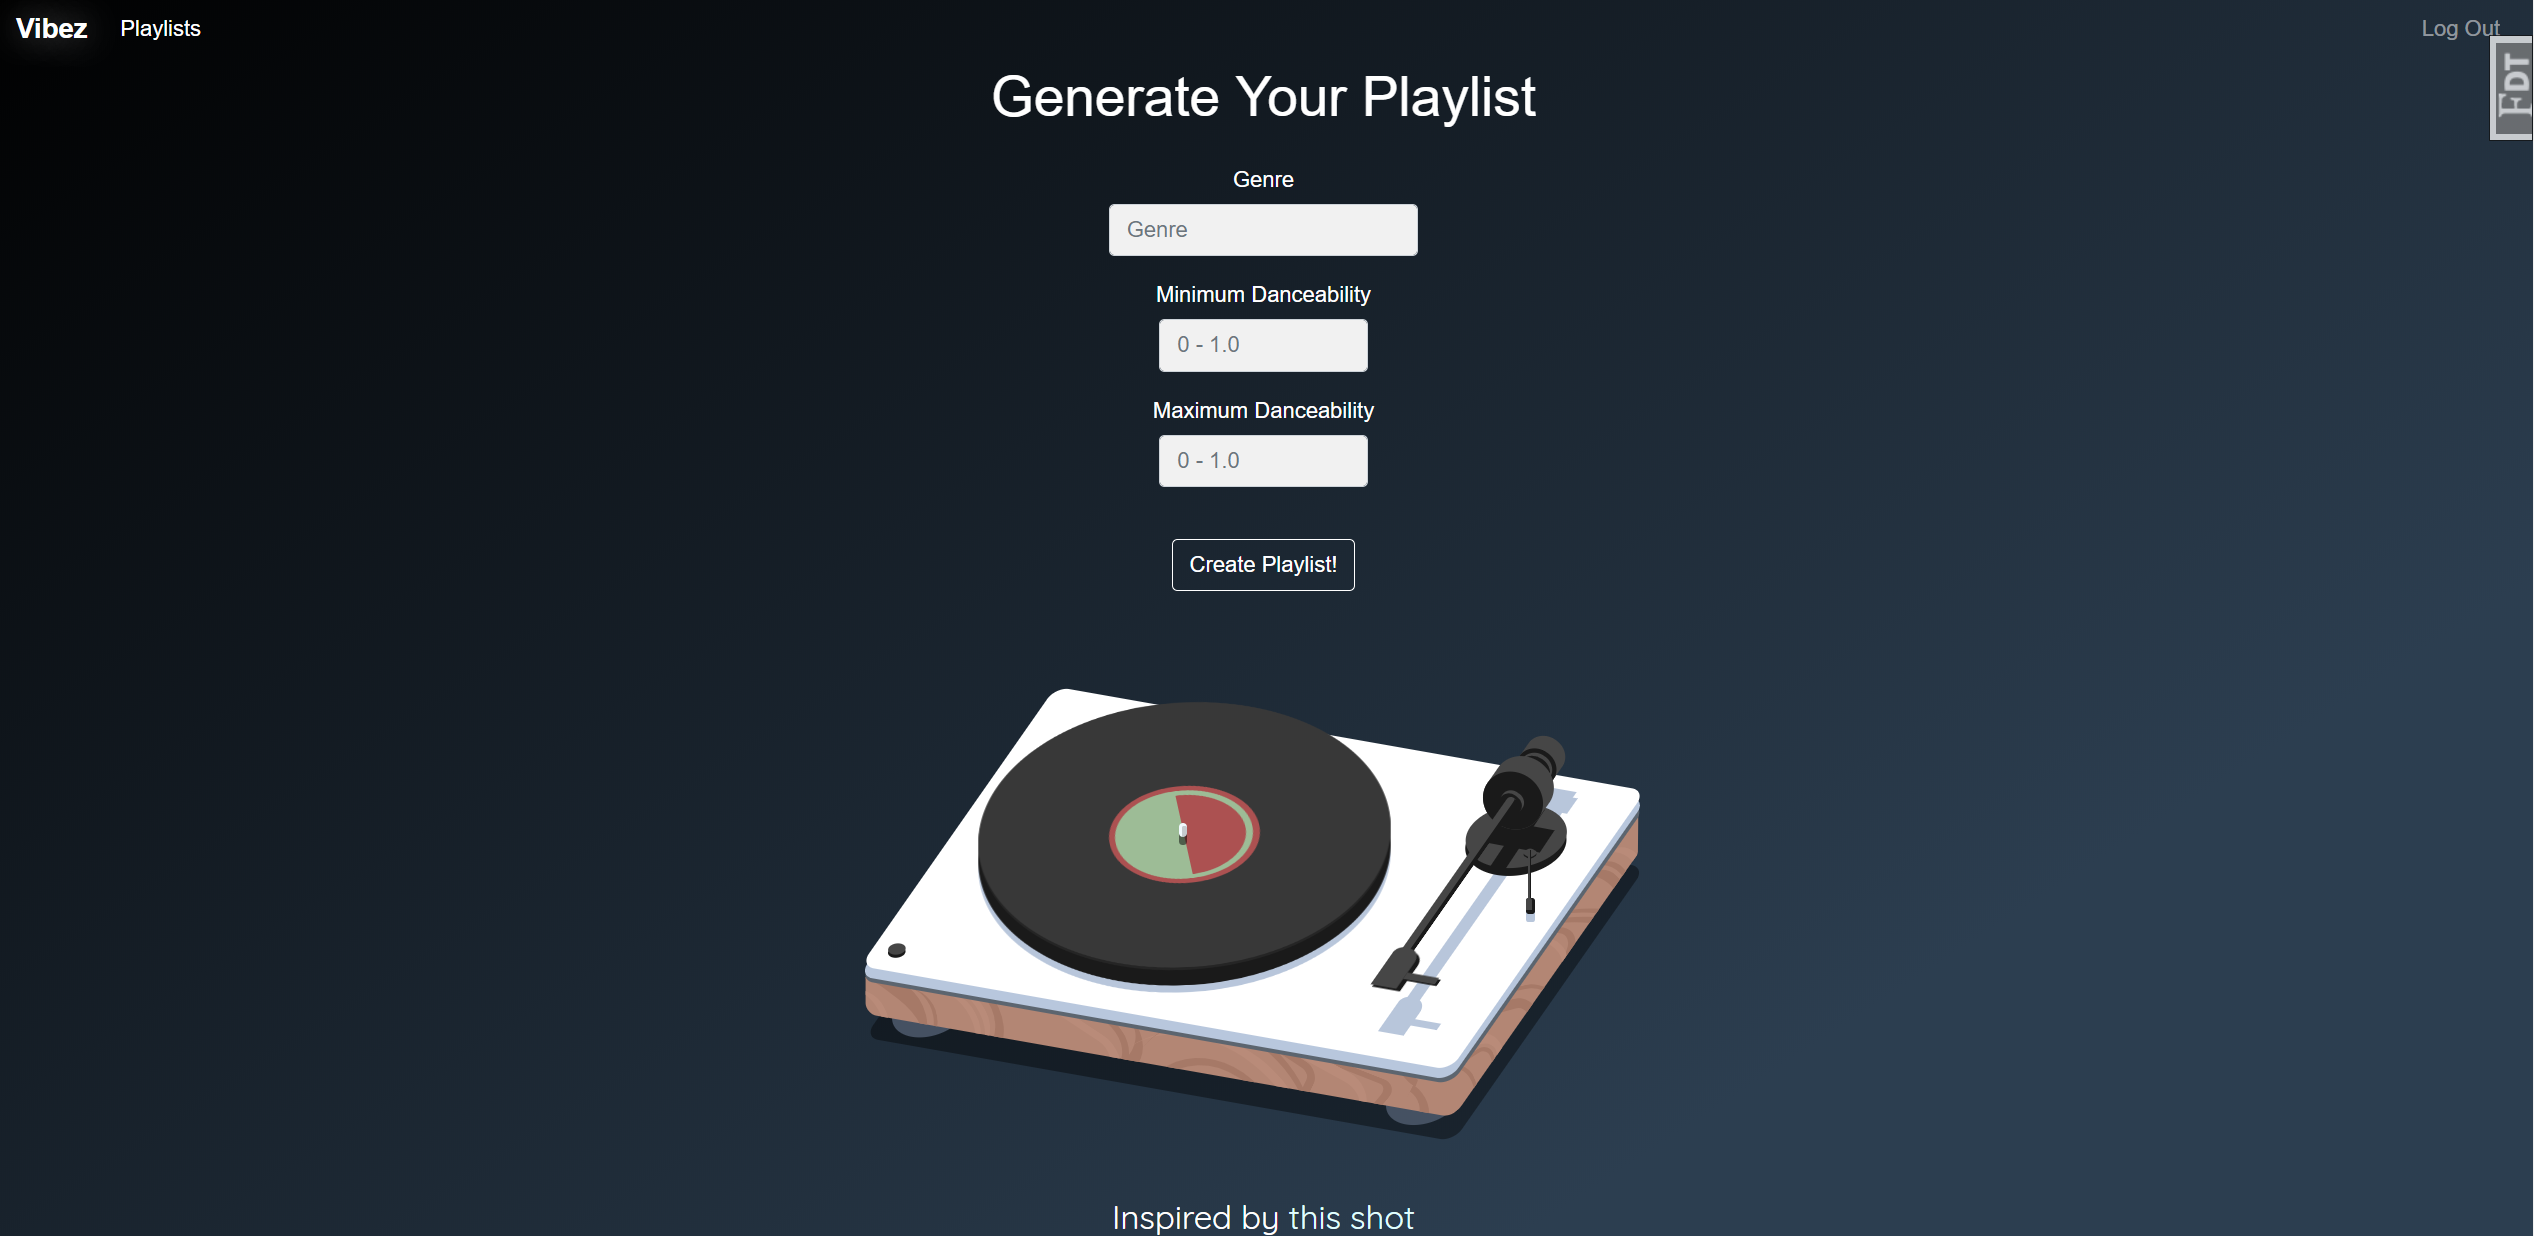 Vibez Playlists Log Out
FDT
Generate Your Playlist
Genre
Genre
Minimum Danceability
0 - 1.0
Maximum Danceability
0 - 1.0
Create Playlist!
Inspired by this shot